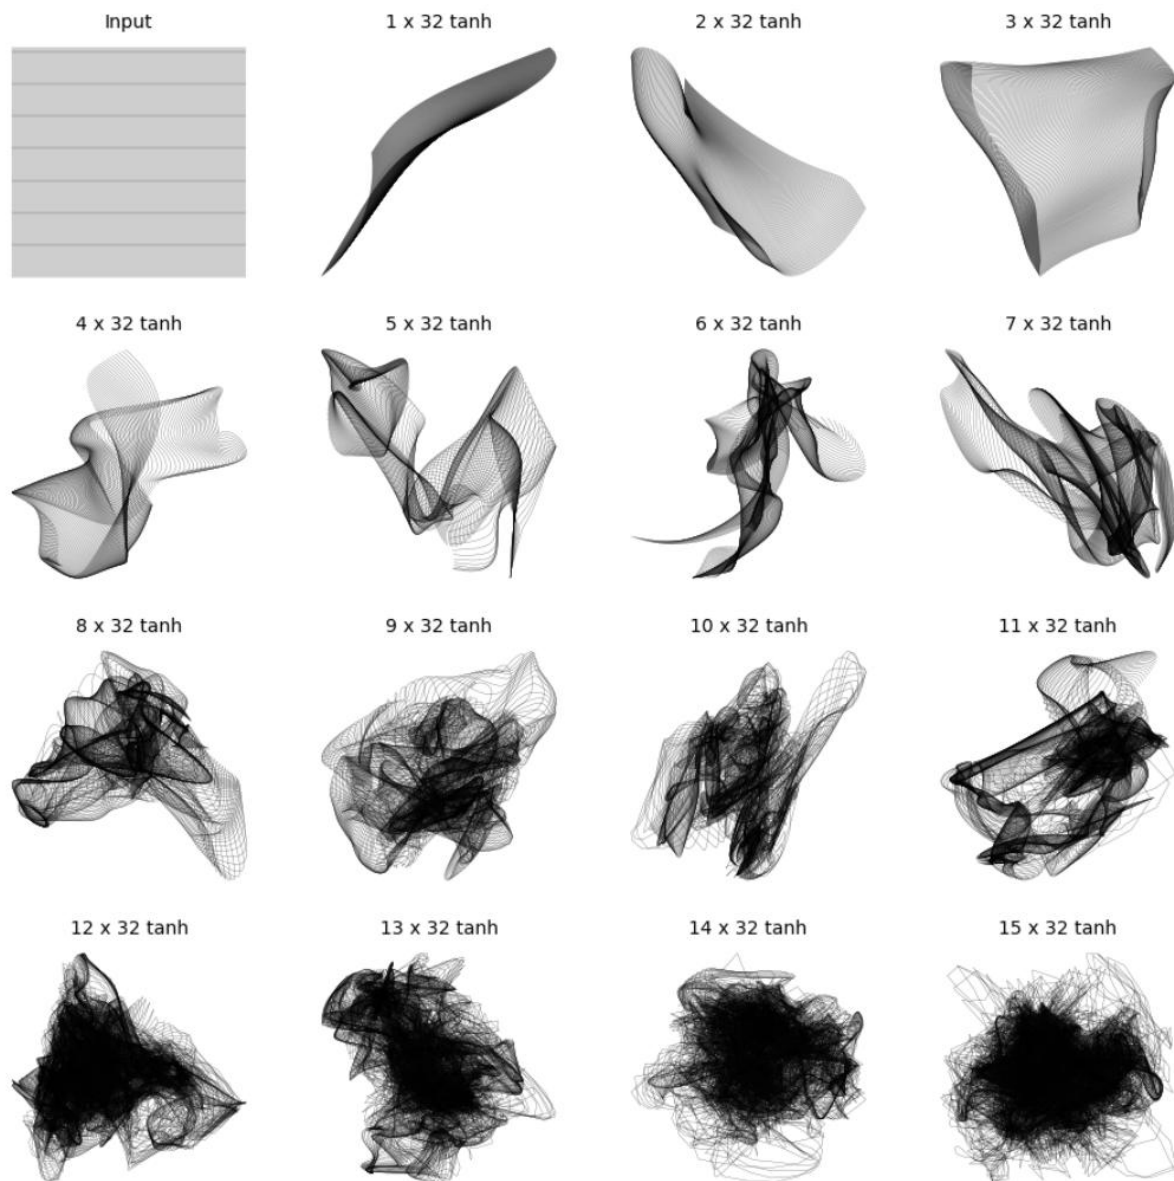 Input
1 x 32 tanh
2 x 32 tanh
3 x 32 tanh
4 x 32 tanh
5 x 32 tanh
6 x 32 tanh
7 x 32 tanh
8 x 32 tanh
9 x 32 tanh
10 x 32 tanh
11 x 32 tanh
12 x 32 tanh
13 x 32 tanh
14 x 32 tanh
15 x 32 tanh